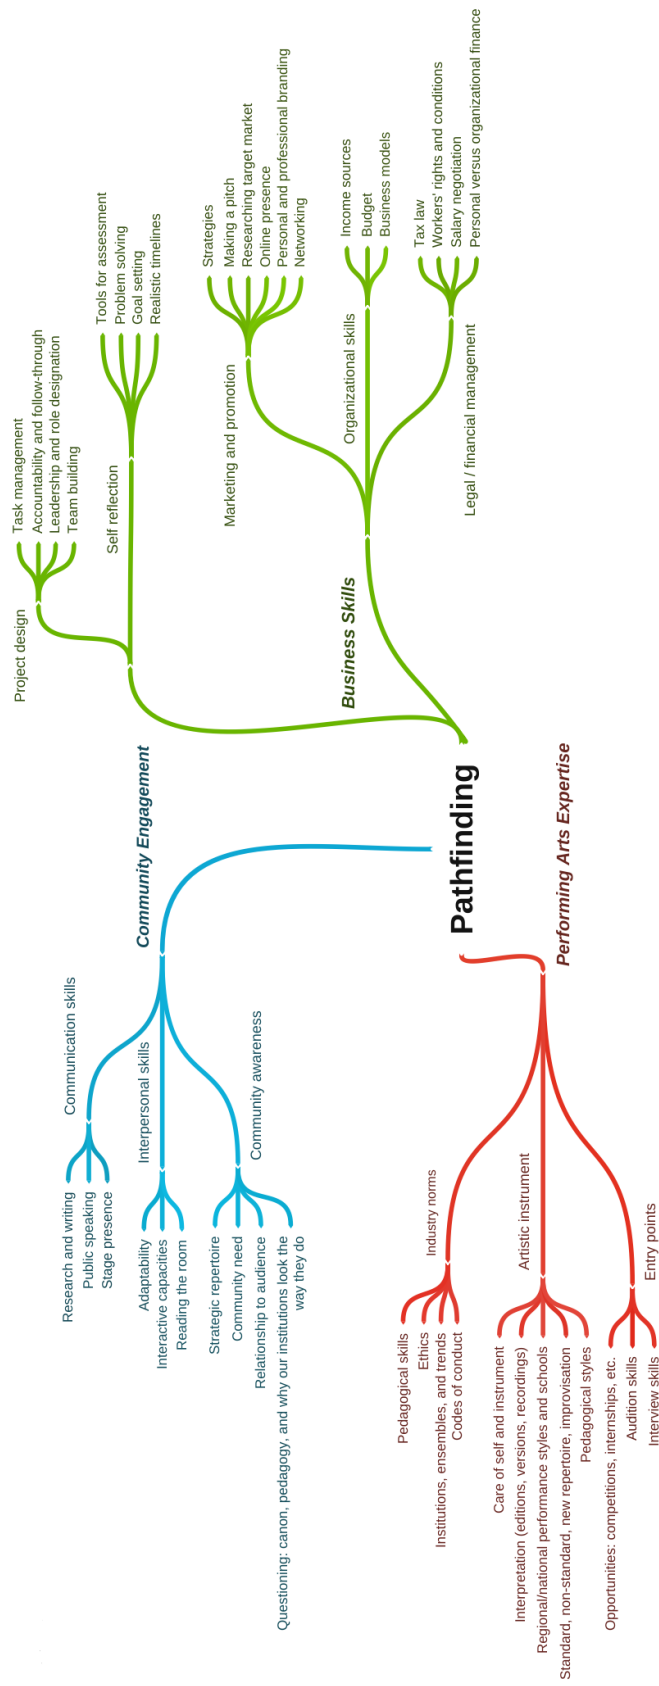 Pathfinding
Community Engagement
Communication skills
Research and writing
Public speaking
Stage presence
Interpersonal skills
Adaptability
Interactive capacities
Reading the room
Community awareness
Strategic repertoire
Community need
Relationship to audience
Questioning: canon, pedagogy, and why our institutions look the
way they do
Business Skills
Project design
Task management
Accountability and follow-through
Leadership and role designation
Team building
Self reflection
Tools for assessment
Problem solving
Goal setting
Realistic timelines
Marketing and promotion
Strategies
Making a pitch
Researching target market
Online presence
Personal and professional branding
Networking
Organizational skills
Income sources
Budget
Business models
Legal / financial management
Tax law
Workers' rights and conditions
Salary negotiation
Personal versus organizational finance
Performing Arts Expertise
Industry norms
Pedagogical skills
Ethics
Institutions, ensembles, and trends
Codes of conduct
Artistic instrument
Care of self and instrument
Interpretation (editions, versions, recordings)
Regional/national performance styles and schools
Standard, non-standard, new repertoire, improvisation
Pedagogical styles
Entry points
Opportunities: competitions, internships, etc.
Audition skills
Interview skills